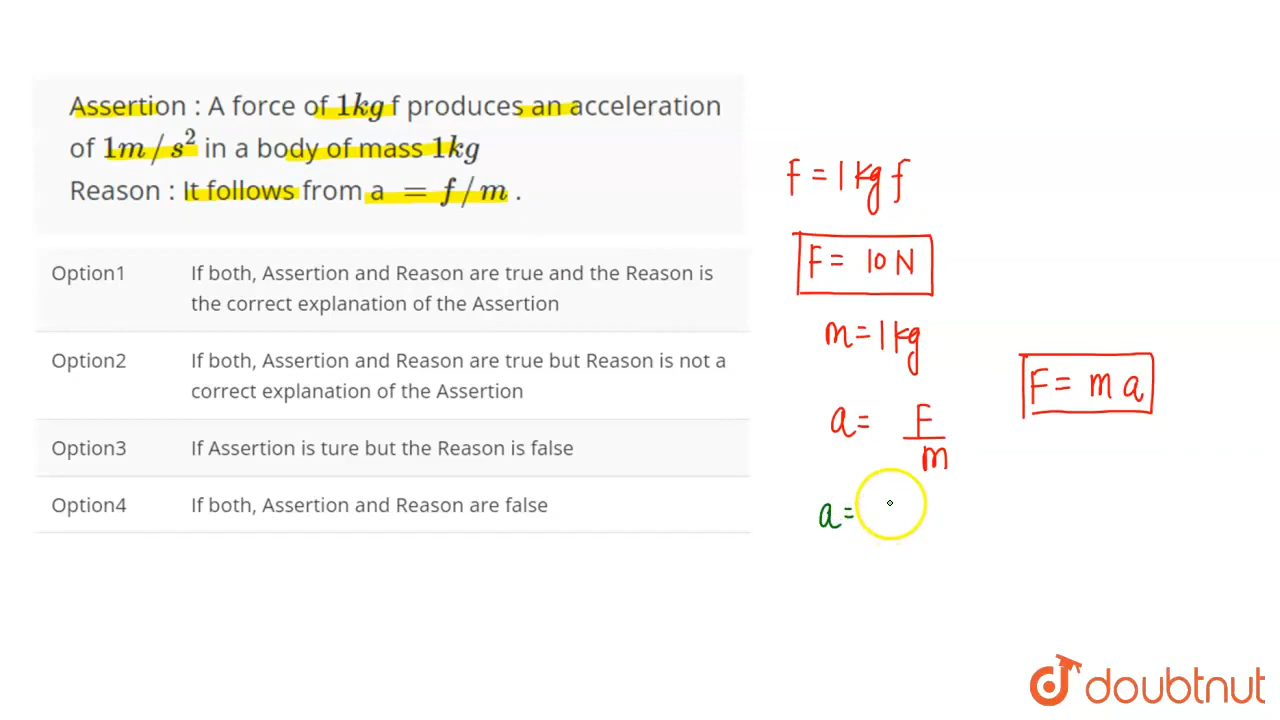 Assertion : A force of 1kg f produces an acceleration
of 1m/s² in a body of mass 1kg
Reason : It follows from a = f/m .
Option1 If both, Assertion and Reason are true and the Reason is
the correct explanation of the Assertion
Option2 If both, Assertion and Reason are true but Reason is not a
correct explanation of the Assertion
Option3 If Assertion is ture but the Reason is false
Option4 If both, Assertion and Reason are false
F = 1 kg f
F = 10 N
m = 1 kg
a = F/m
a =
F = m a
doubtnut